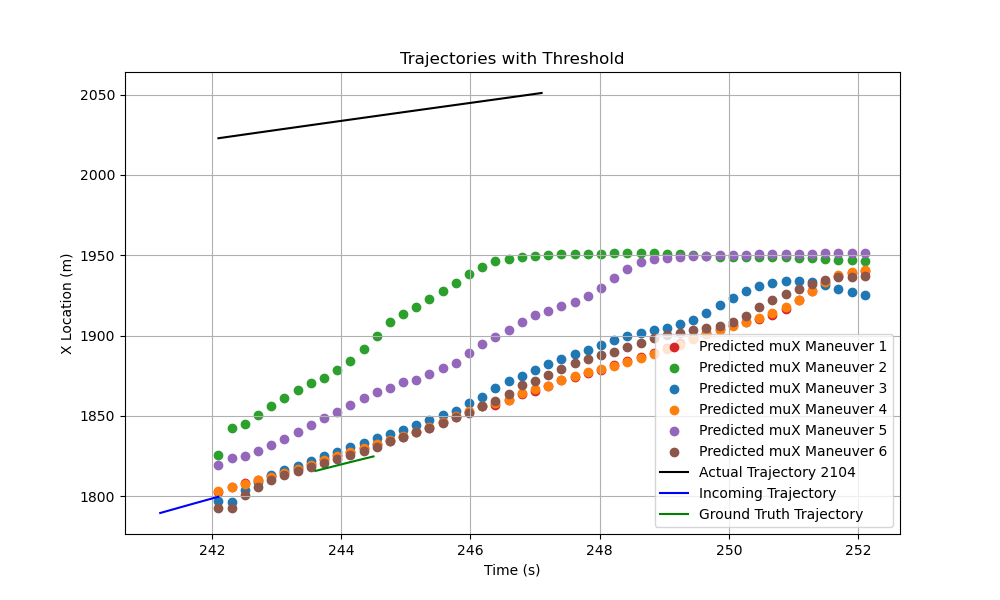 Trajectories with Threshold
X Location (m)
2050
2000
1950
1900
1850
1800
Predicted muX Maneuver 1
Predicted muX Maneuver 2
Predicted muX Maneuver 3
Predicted muX Maneuver 4
Predicted muX Maneuver 5
Predicted muX Maneuver 6
Actual Trajectory 2104
Incoming Trajectory
Ground Truth Trajectory
242 244 246 248 250 252
Time (s)